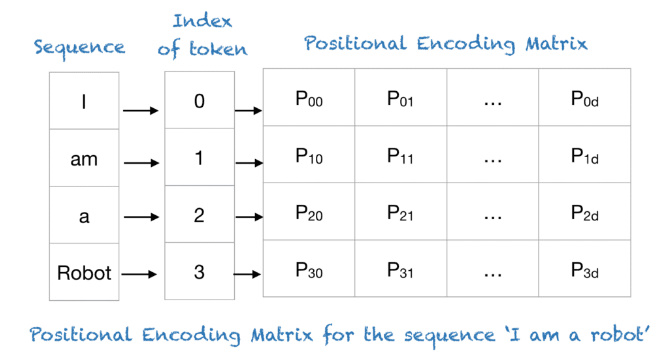 Sequence Index of token Positional Encoding Matrix
I 0 P00 P01 ... P0d
am 1 P10 P11 ... P1d
a 2 P20 P21 ... P2d
Robot 3 P30 P31 ... P3d
Positional Encoding Matrix for the sequence ‘I am a robot’